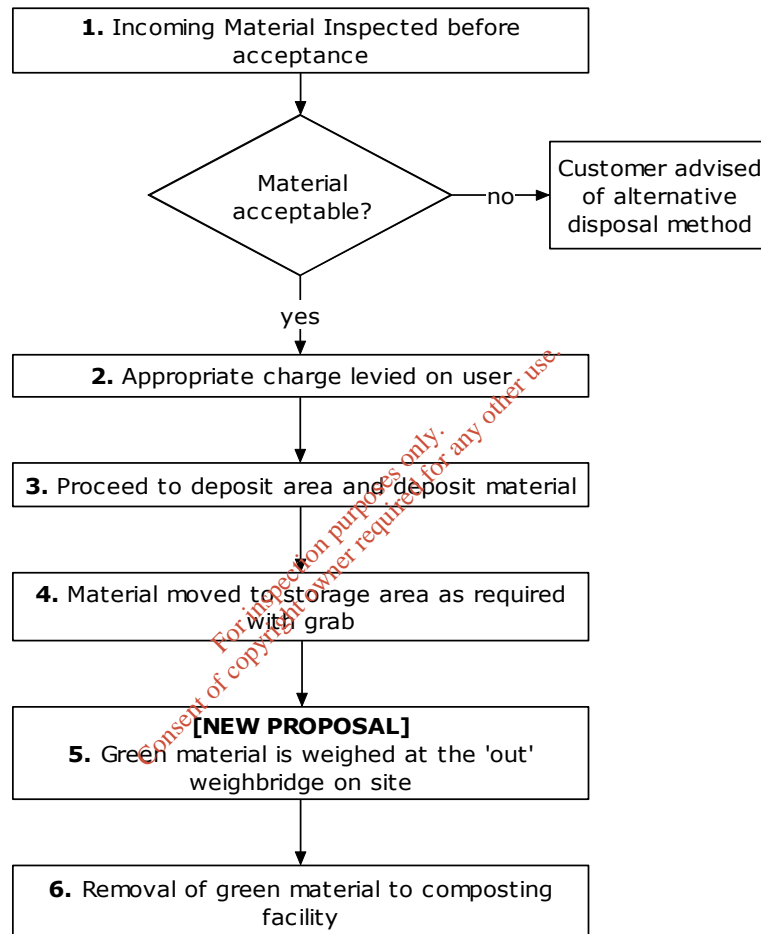 1. Incoming Material Inspected before
acceptance
Material
acceptable?
no
Customer advised
of alternative
disposal method
yes
2. Appropriate charge levied on user
3. Proceed to deposit area and deposit material
4. Material moved to storage area as required
with grab
[NEW PROPOSAL]
5. Green material is weighed at the 'out'
weighbridge on site
6. Removal of green material to composting
facility
For inspection purposes only.
Consent of copyright owner required for any other use.